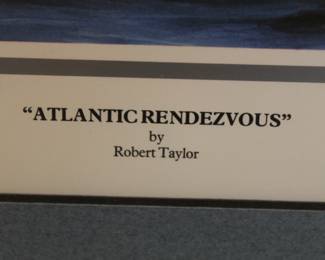 “ATLANTIC RENDEZVOUS”
by
Robert Taylor